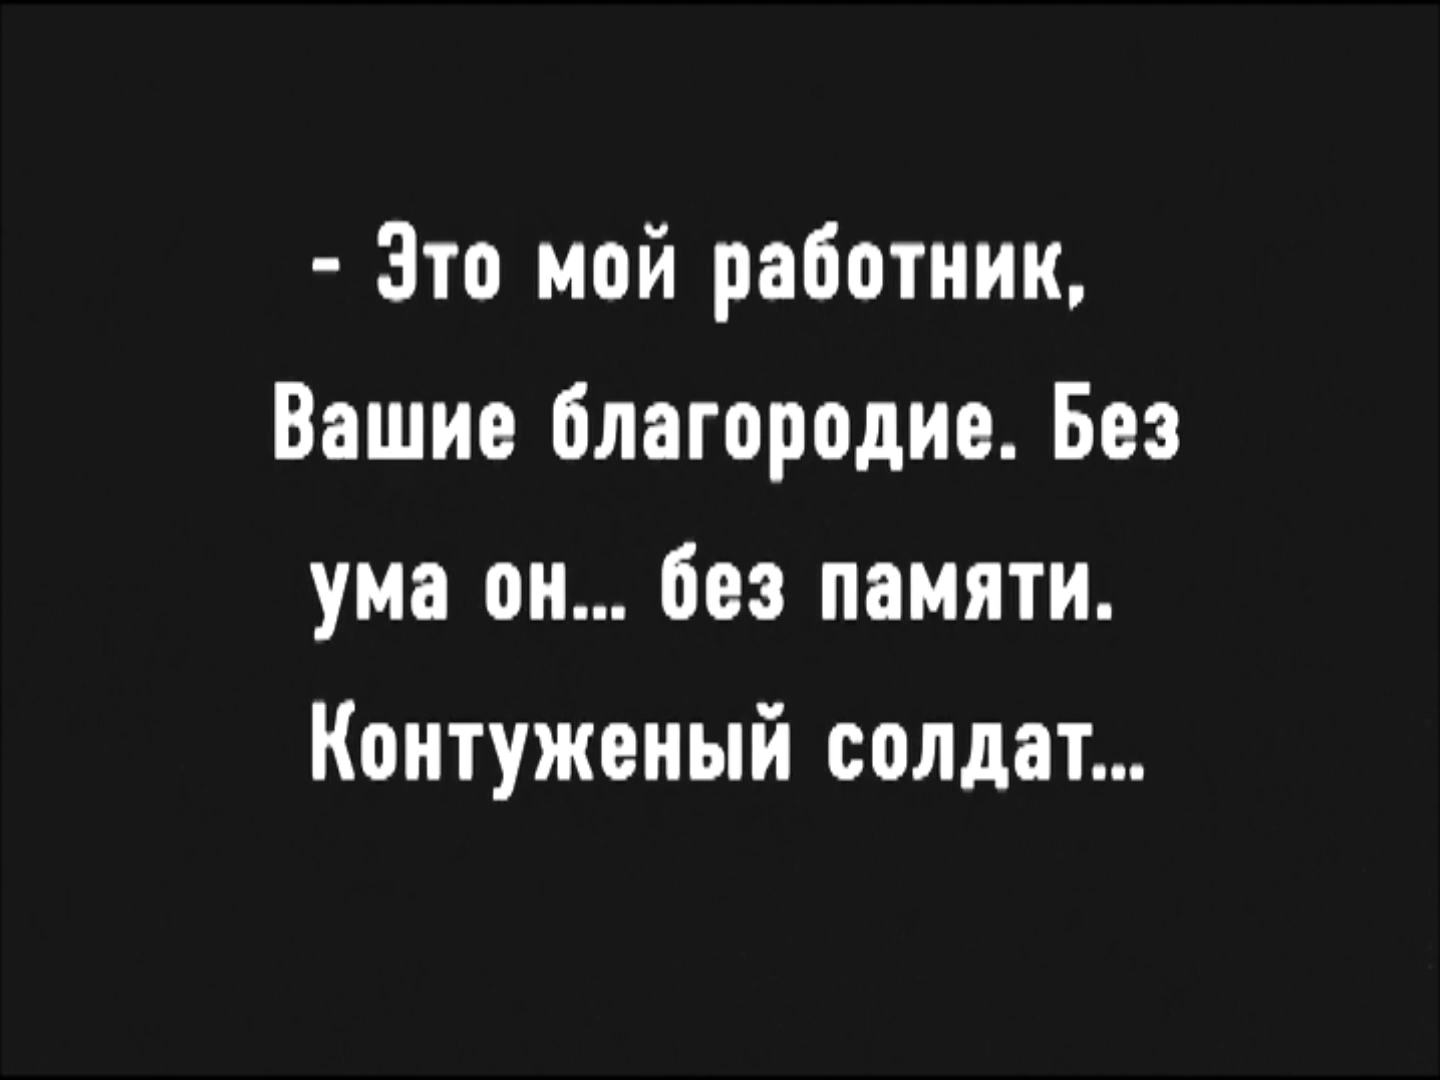 - Это мой работник,
Вашие благородие. Без
ума он... без памяти.
Контуженый солдат...